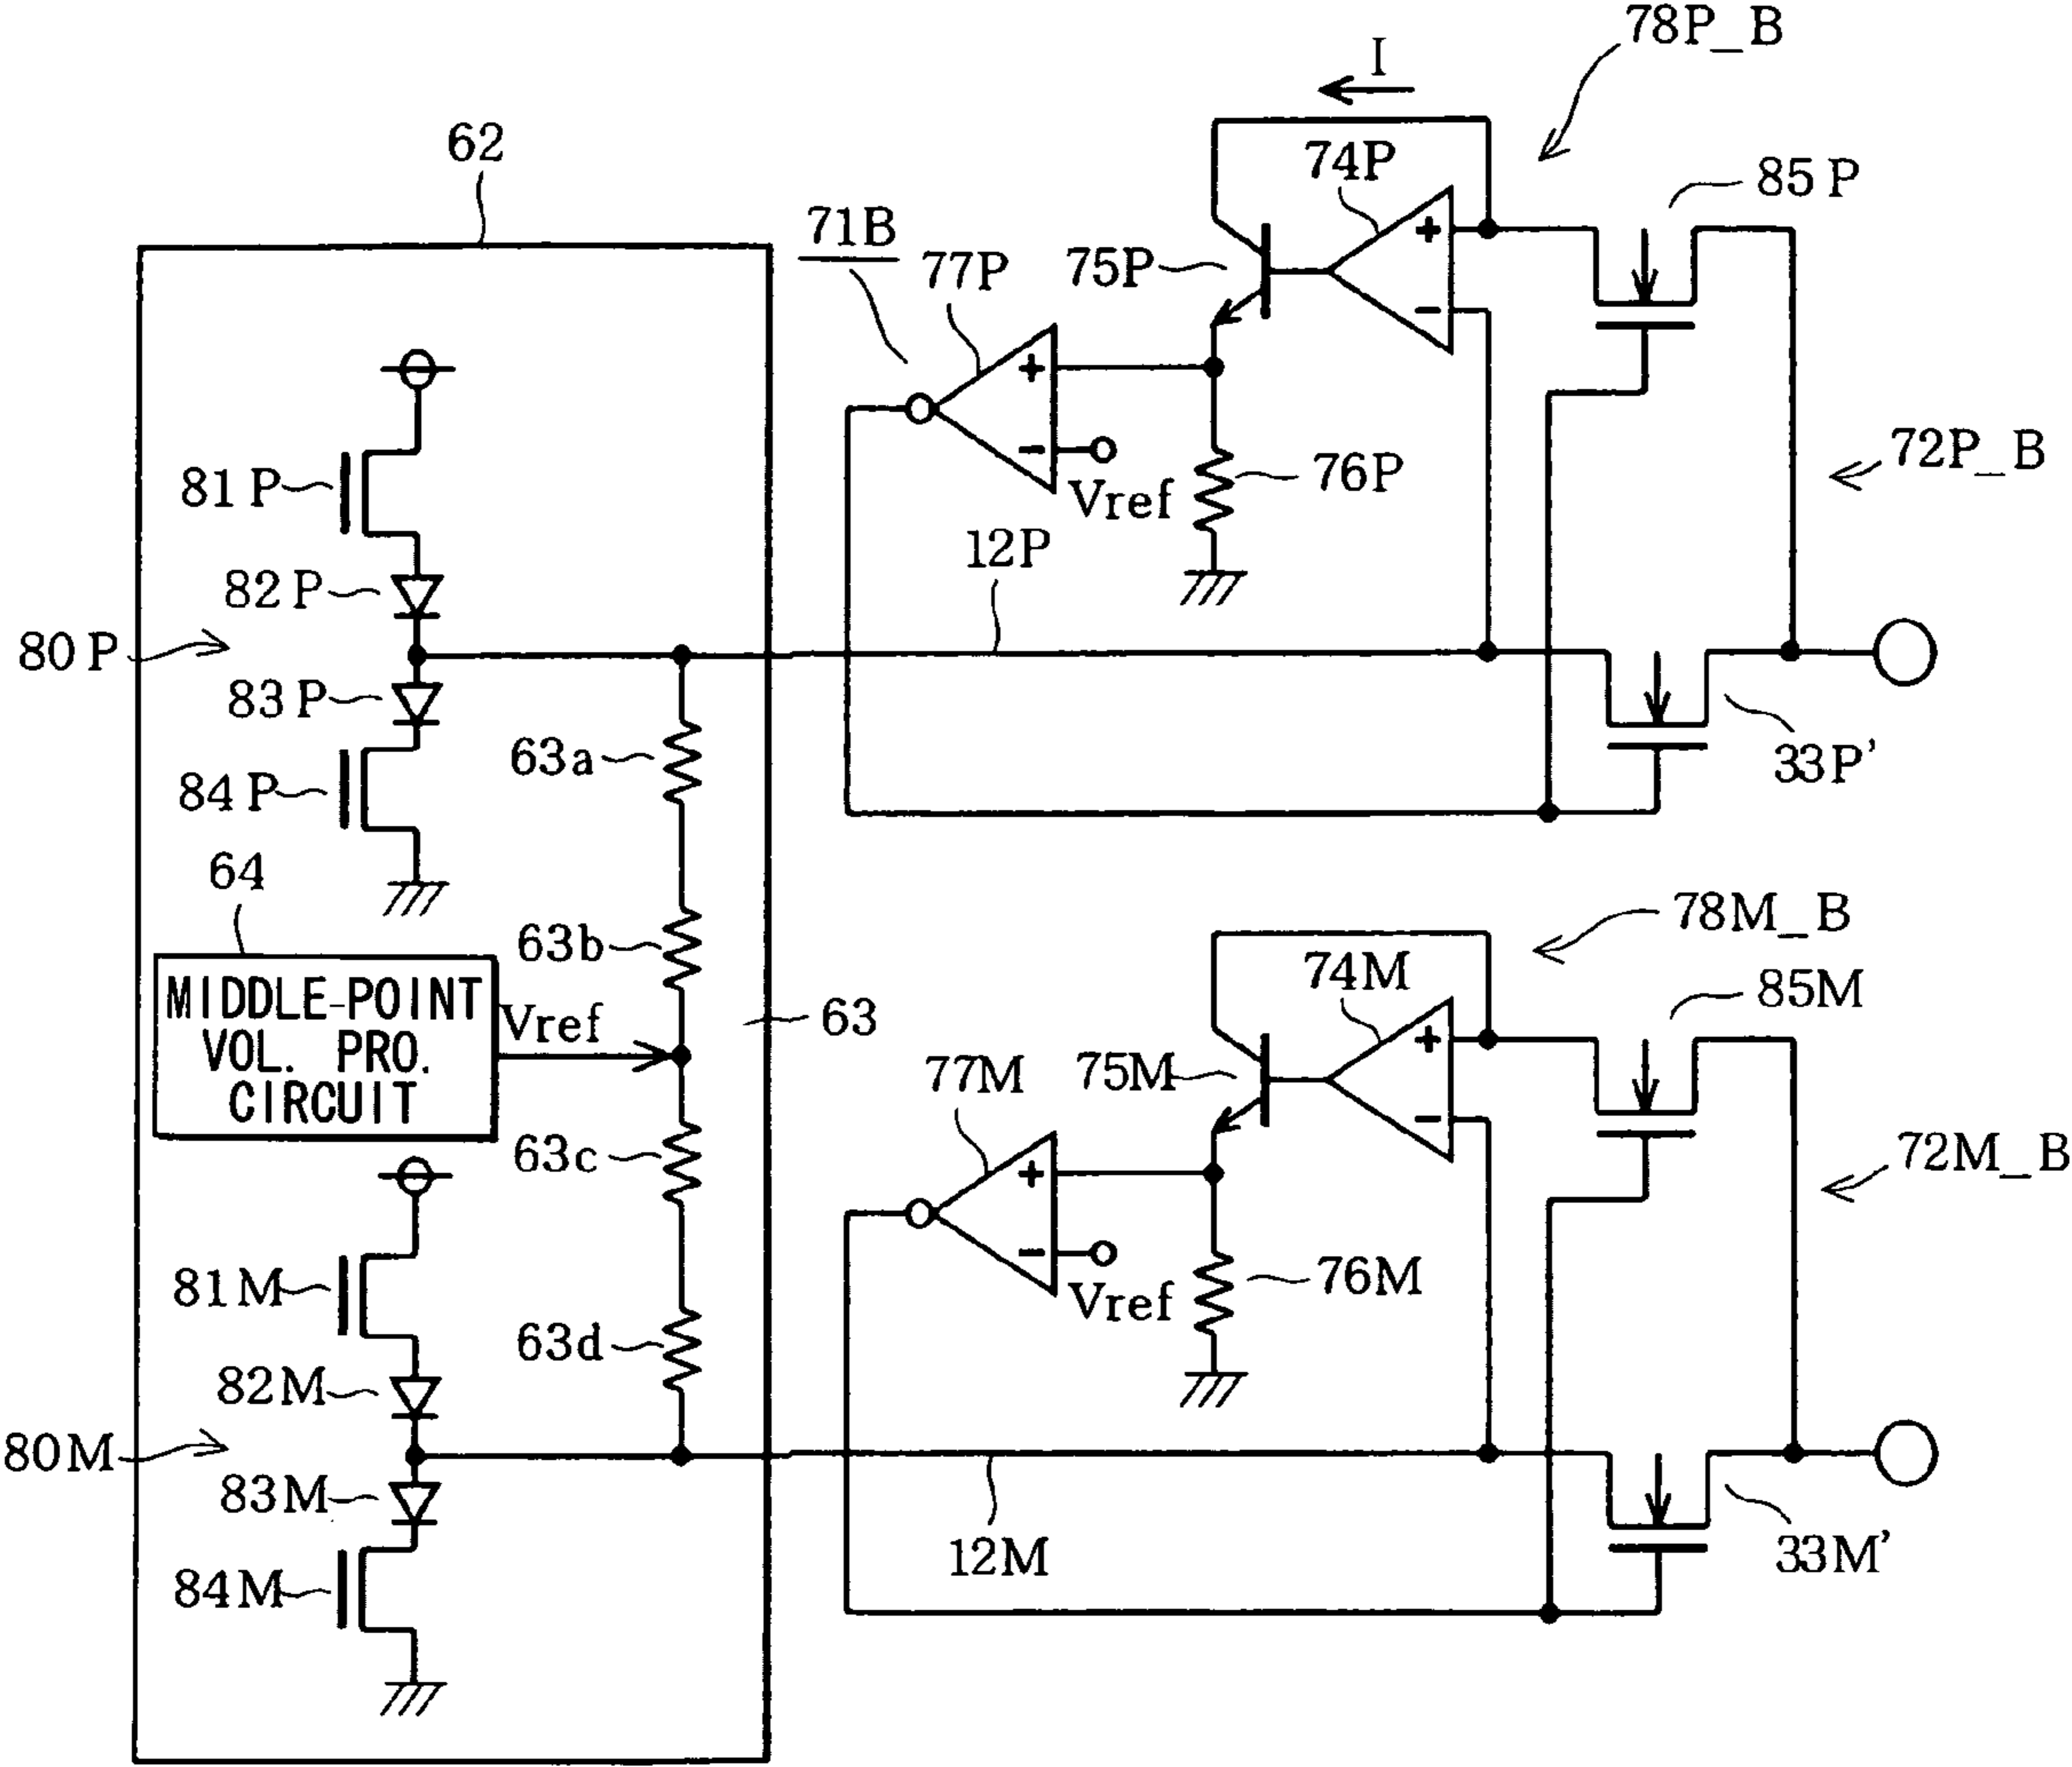 78P_B
I
62
74P
85P
71B
77P
75P
72P_B
81P
76P
Vref
12P
82P
80P
83P
63a
33P'
84P
64
78M_B
63b
74M
85M
MIDDLE-POINT
VOL. PRO.
CIRCUIT
Vref
63
77M
75M
63c
72M_B
81M
76M
Vref
63d
82M
80M
83M
12M
33M'
84M
+
-
+
-
+
-
+
-